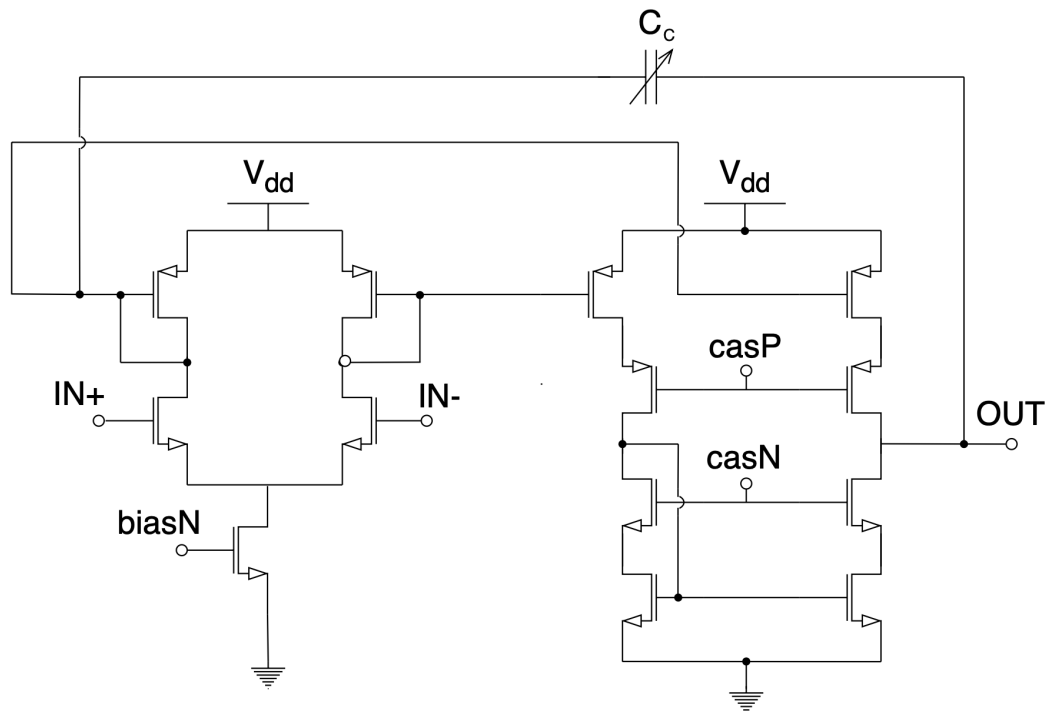 Cc
Vdd
Vdd
casP
IN+
IN-
OUT
casN
biasN